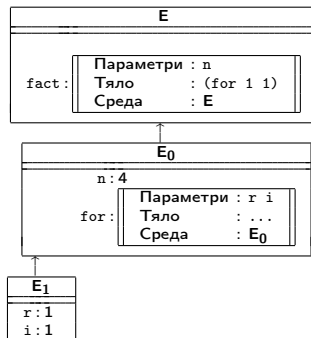 E
Параметри : n
fact : Тяло : (for 1 1)
Среда : E
E₀
n : 4
Параметри : r i
for : Тяло : ...
Среда : E₀
E₁
r : 1
i : 1